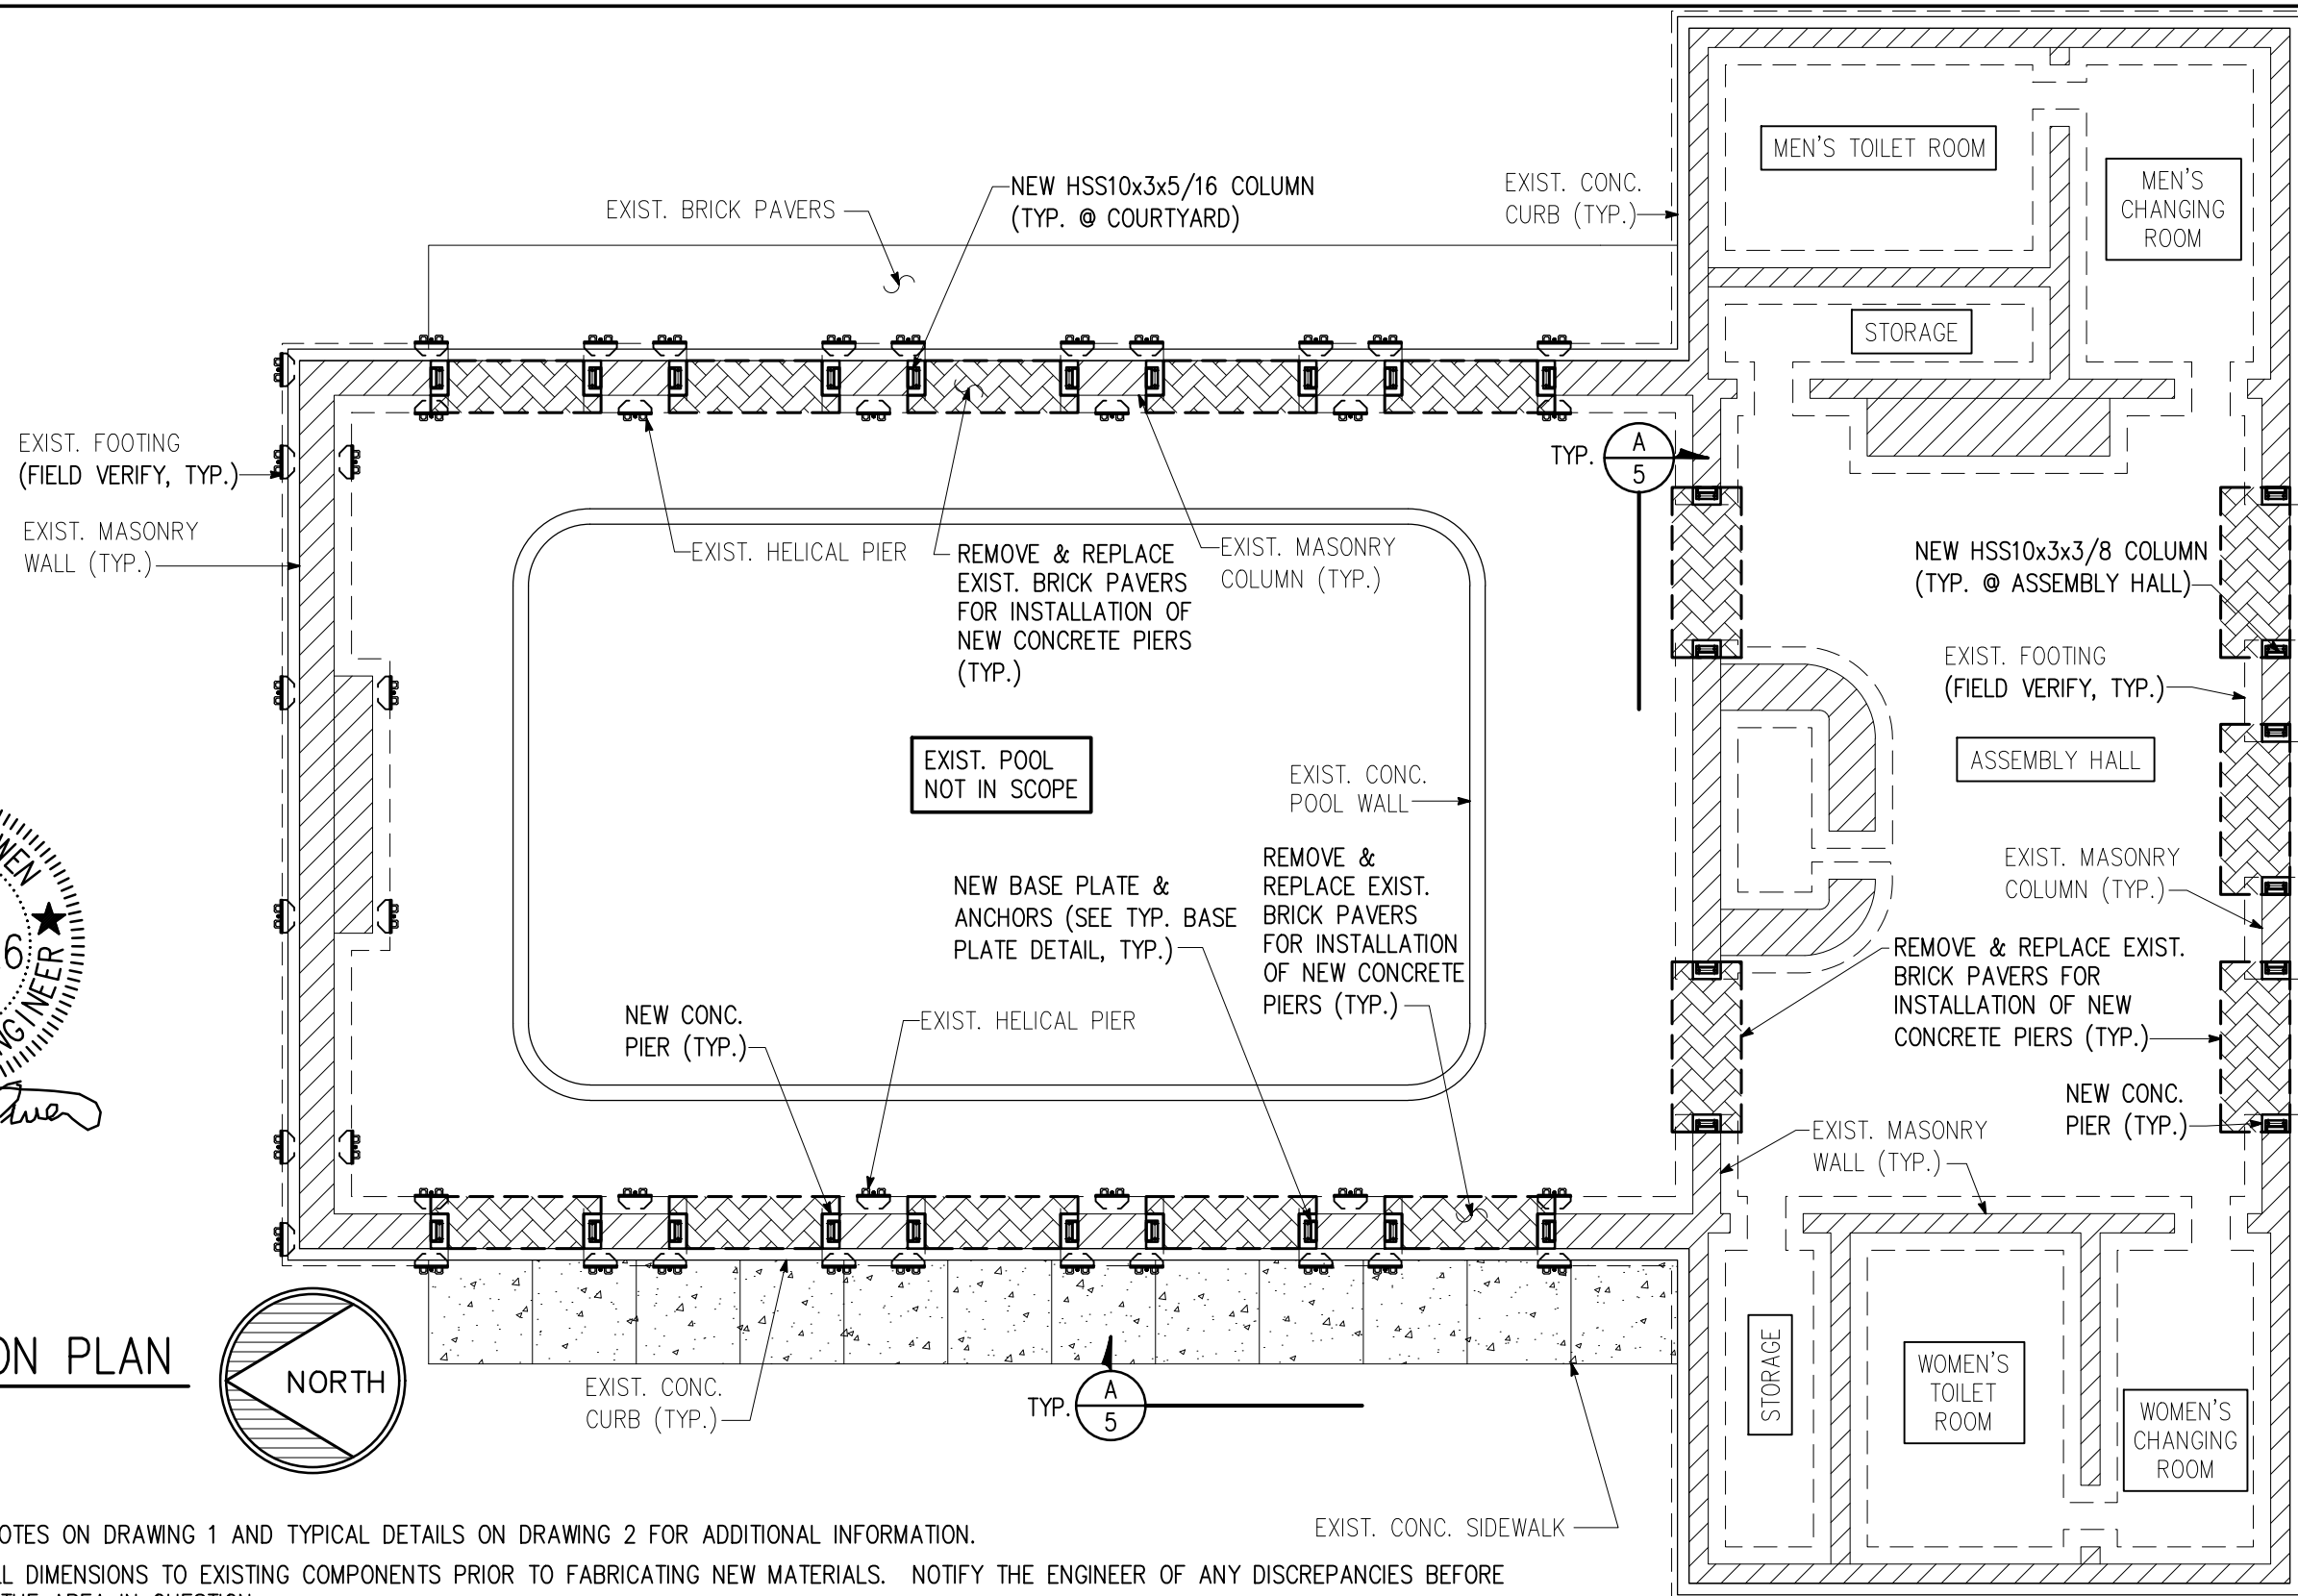 MEN'S TOILET ROOM
MEN'S
CHANGING
ROOM
STORAGE
EXIST. BRICK PAVERS
NEW HSS10x3x5/16 COLUMN
(TYP. @ COURTYARD)
EXIST. CONC.
CURB (TYP.)
EXIST. FOOTING
(FIELD VERIFY, TYP.)
EXIST. MASONRY
WALL (TYP.)
TYP.
A
5
EXIST. HELICAL PIER
REMOVE & REPLACE
EXIST. BRICK PAVERS
FOR INSTALLATION OF
NEW CONCRETE PIERS
(TYP.)
EXIST. MASONRY
COLUMN (TYP.)
NEW HSS10x3x3/8 COLUMN
(TYP. @ ASSEMBLY HALL)
EXIST. FOOTING
(FIELD VERIFY, TYP.)
ASSEMBLY HALL
EXIST. POOL
NOT IN SCOPE
EXIST. CONC.
POOL WALL
EXIST. MASONRY
COLUMN (TYP.)
NEW BASE PLATE &
ANCHORS (SEE TYP. BASE
PLATE DETAIL, TYP.)
REMOVE &
REPLACE EXIST.
BRICK PAVERS
FOR INSTALLATION
OF NEW CONCRETE
PIERS (TYP.)
REMOVE & REPLACE EXIST.
BRICK PAVERS FOR
INSTALLATION OF NEW
CONCRETE PIERS (TYP.)
NEW CONC.
PIER (TYP.)
EXIST. HELICAL PIER
NEW CONC.
PIER (TYP.)
EXIST. MASONRY
WALL (TYP.)
6
ON PLAN
NORTH
EXIST. CONC.
CURB (TYP.)
TYP.
A
5
STORAGE
WOMEN'S
TOILET
ROOM
WOMEN'S
CHANGING
ROOM
EXIST. CONC. SIDEWALK
OTES ON DRAWING 1 AND TYPICAL DETAILS ON DRAWING 2 FOR ADDITIONAL INFORMATION.
LL DIMENSIONS TO EXISTING COMPONENTS PRIOR TO FABRICATING NEW MATERIALS. NOTIFY THE ENGINEER OF ANY DISCREPANCIES BEFORE
THE AREA IN QUESTION